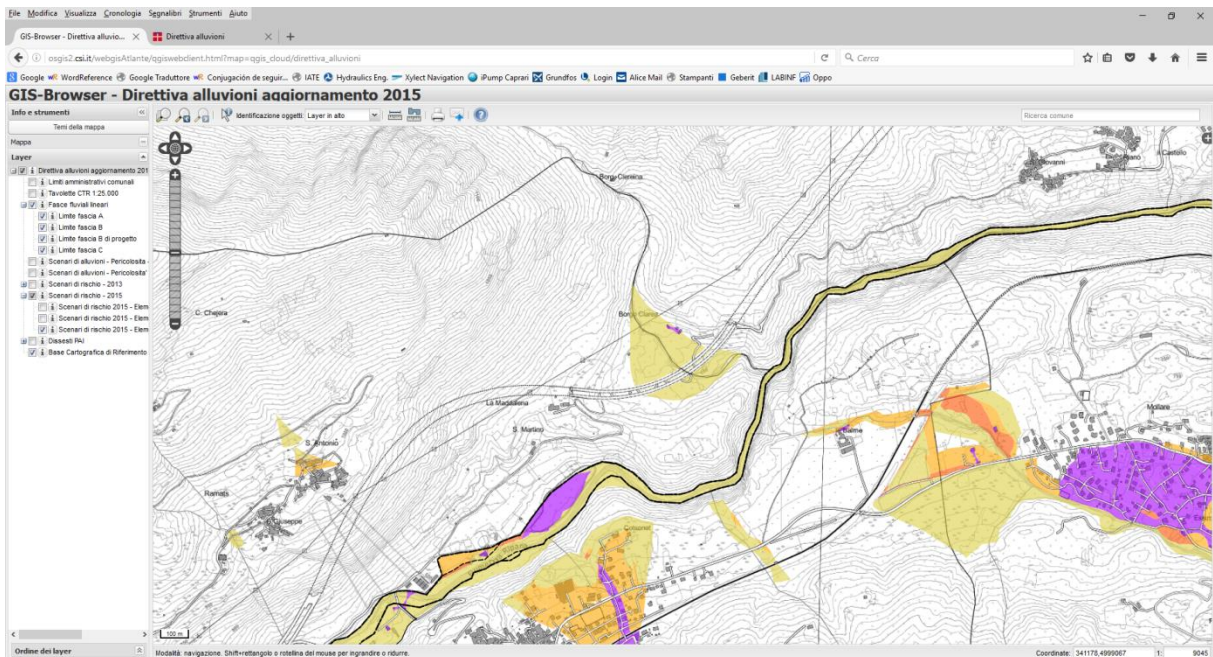 File Modifica Visualizza Cronologia Segnalibri Strumenti Aiuto
GIS-Browser - Direttiva alluvio... Direttiva alluvioni
osgis2.csi.it/webgisAtlante/qgiswebclient.html?map=qgis_cloud/direttiva_alluvioni Cerca
Google WordReference Google Traduttore Conjugación de seguir... IATE Hydraulics Eng. Xylect Navigation iPump Caprari Grundfos Login Alice Mail Stampanti Geberit LABINF Oppo
GIS-Browser - Direttiva alluvioni aggiornamento 2015
Info e strumenti
Identificazione oggetti: Layer in alto
Ricerca comune
Temi della mappa
Mappa
Layer
Direttiva alluvioni aggiornamento 201
Limiti amministrativi comunali
Tavolette CTR 1:25.000
Fasce fluviali lineari
Limite fascia A
Limite fascia B
Limite fascia B di progetto
Limite fascia C
Scenari di alluvioni - Pericolosita
Scenari di alluvioni - Pericolosita'
Scenari di rischio - 2013
Scenari di rischio - 2015
Scenari di rischio 2015 - Elem
Scenari di rischio 2015 - Elem
Scenari di rischio 2015 - Elem
Dissesti PAI
Base Cartografica di Riferimento
il Castello
C. Chejera
La Maddalena
S. Martino
S. Antonio
Ramats
Giuseppe
Balme
Mollare
100 m
Ordine dei layer
Modalità: navigazione. Shift+rettangolo o rotellina del mouse per ingrandire o ridurre.
Coordinate: 341178,4999067 1: 9045